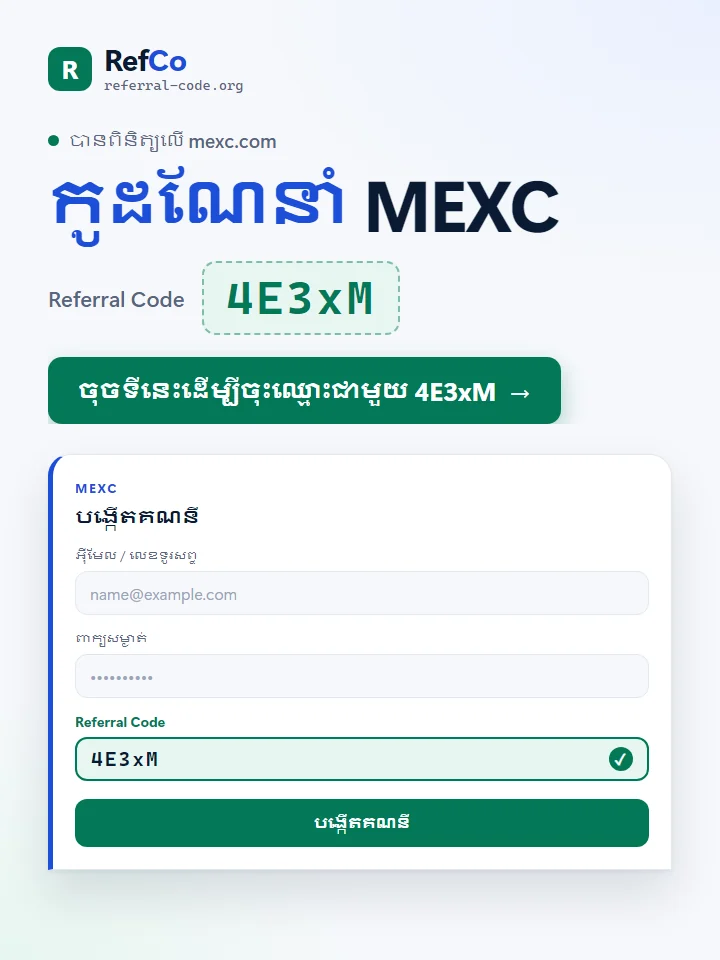 R
RefCo
referral-code.org
បានពិនិត្យលើ mexc.com
កូដណែនាំ MEXC
Referral Code
4E3xM
ចុចទីនេះដើម្បីចុះឈ្មោះជាមួយ 4E3xM →
MEXC
បង្កើតគណនី
អ៊ីមែល / លេខទូរសព្ទ
name@example.com
ពាក្យសម្ងាត់
••••••••••
Referral Code
4E3xM
បង្កើតគណនី